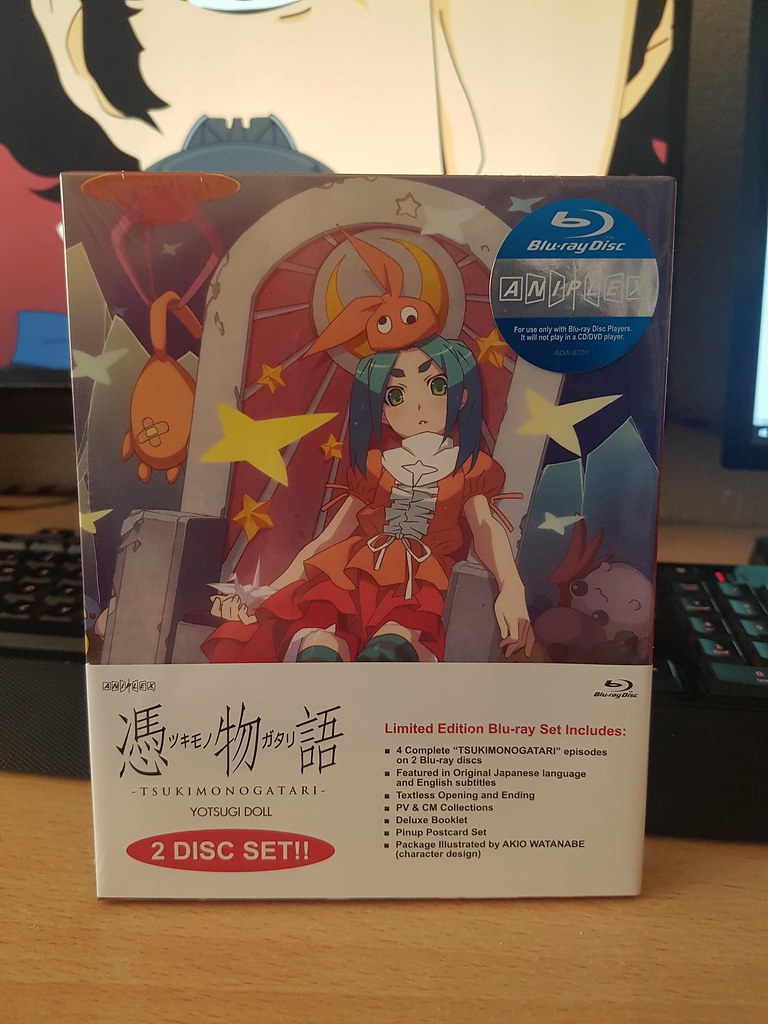 Blu-ray Disc
ANIPLEX
For use only with Blu-ray Disc Players.
It will not play in a CD/DVD player.
ANIPLEX
Blu-ray Disc
憑ツキモノ物ガタリ語
-TSUKIMONOGATARI-
YOTSUGI DOLL
2 DISC SET!!
Limited Edition Blu-ray Set Includes:
■ 4 Complete “TSUKIMONOGATARI” episodes
on 2 Blu-ray discs
■ Featured in Original Japanese language
and English subtitles
■ Textless Opening and Ending
■ PV & CM Collections
■ Deluxe Booklet
■ Pinup Postcard Set
■ Package Illustrated by AKIO WATANABE
(character design)